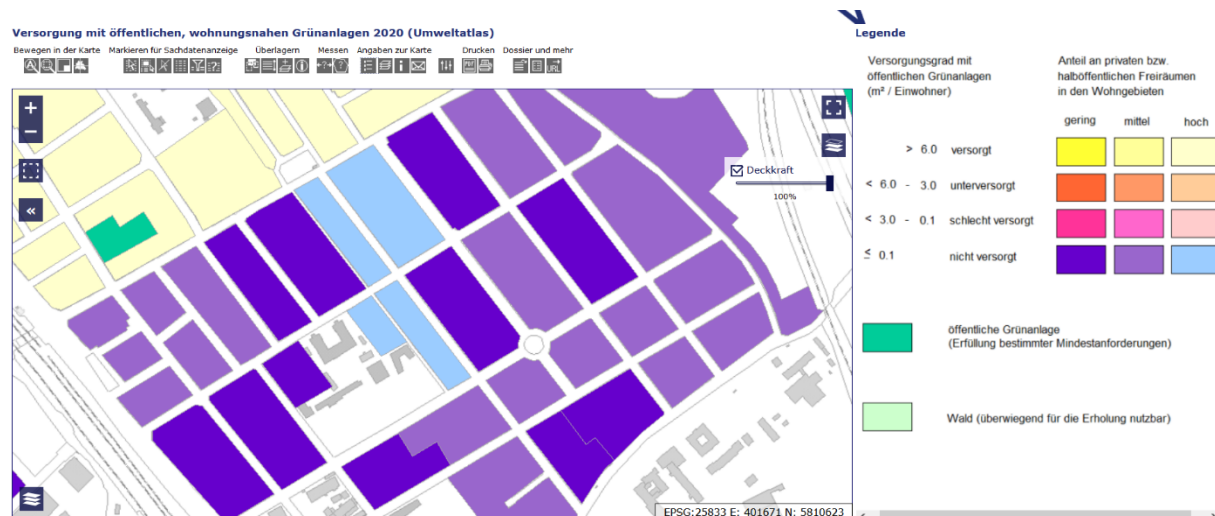 Versorgung mit öffentlichen, wohnungsnahen Grünanlagen 2020 (Umweltatlas)
Bewegen in der Karte Markieren für Sachdatenanzeige Überlagern Messen Angaben zur Karte Drucken Dossier und mehr
URL
+
−
«
Deckkraft
100%
EPSG:25833 E: 401671 N: 5810623
Legende
Versorgungsgrad mit
öffentlichen Grünanlagen
(m² / Einwohner)
Anteil an privaten bzw.
halböffentlichen Freiräumen
in den Wohngebieten
gering mittel hoch
> 6.0 versorgt
< 6.0 - 3.0 unterversorgt
< 3.0 - 0.1 schlecht versorgt
≤ 0.1 nicht versorgt
öffentliche Grünanlage
(Erfüllung bestimmter Mindestanforderungen)
Wald (überwiegend für die Erholung nutzbar)